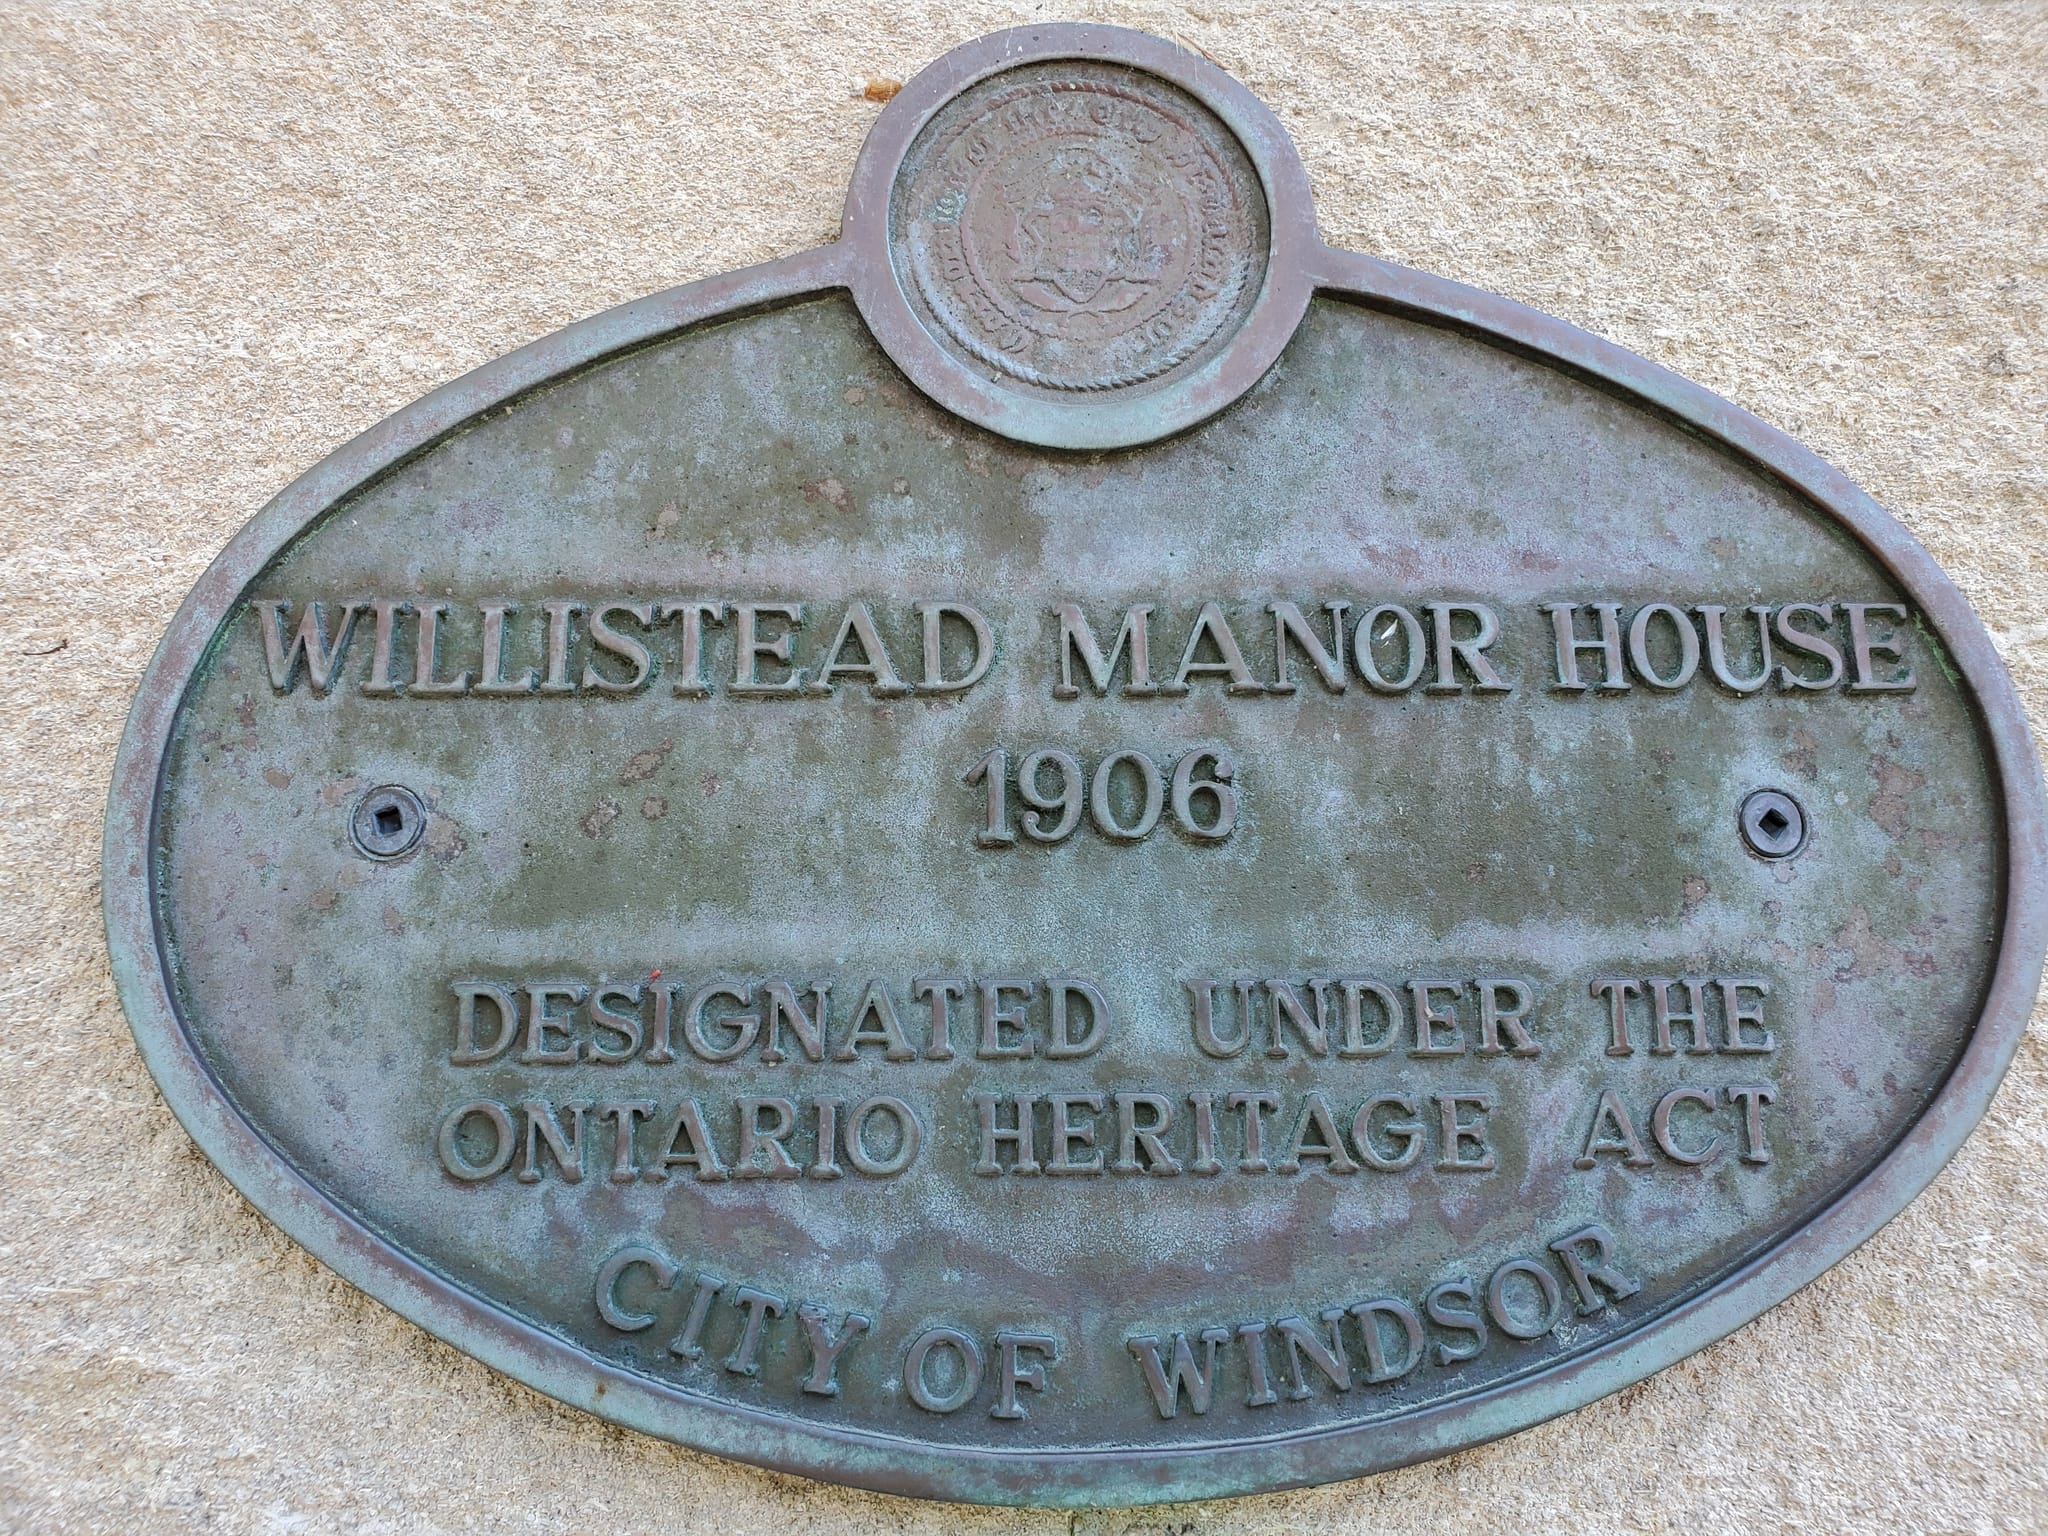 WILLISTEAD MANOR HOUSE
1906
DESIGNATED UNDER THE
ONTARIO HERITAGE ACT
CITY OF WINDSOR